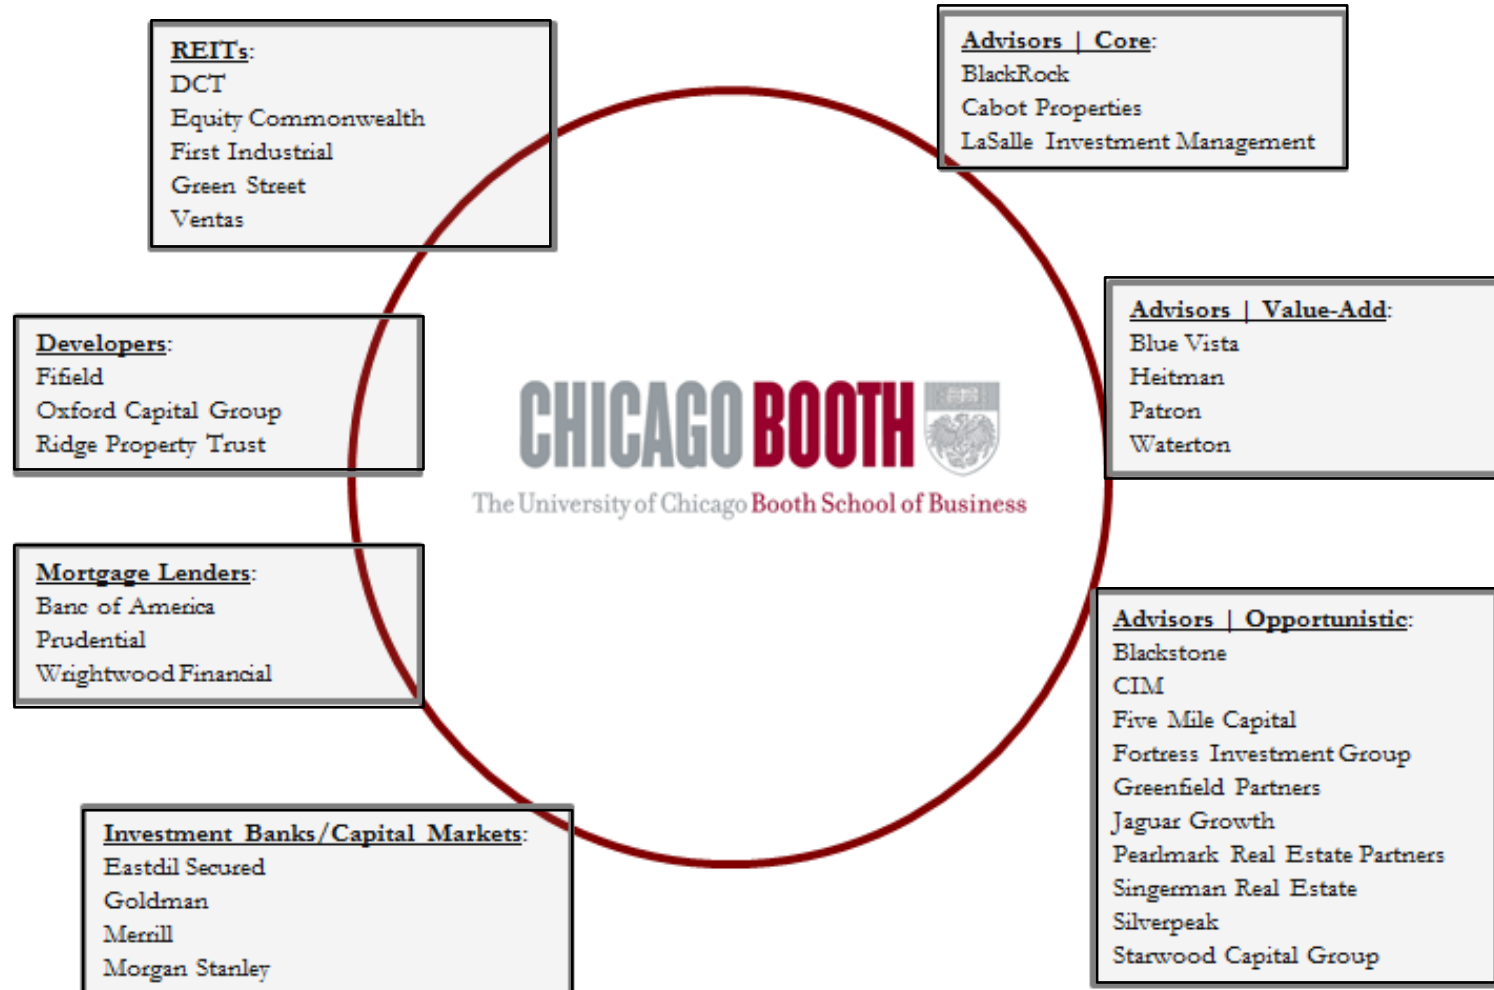 REITs:
DCT
Equity Commonwealth
First Industrial
Green Street
Ventas
Advisors | Core:
BlackRock
Cabot Properties
LaSalle Investment Management
Developers:
Fifield
Oxford Capital Group
Ridge Property Trust
Advisors | Value-Add:
Blue Vista
Heitman
Patron
Waterton
CHICAGO BOOTH
The University of Chicago Booth School of Business
Mortgage Lenders:
Banc of America
Prudential
Wrightwood Financial
Advisors | Opportunistic:
Blackstone
CIM
Five Mile Capital
Fortress Investment Group
Greenfield Partners
Jaguar Growth
Pearlmark Real Estate Partners
Singerman Real Estate
Silverpeak
Starwood Capital Group
Investment Banks/Capital Markets:
Eastdil Secured
Goldman
Merrill
Morgan Stanley